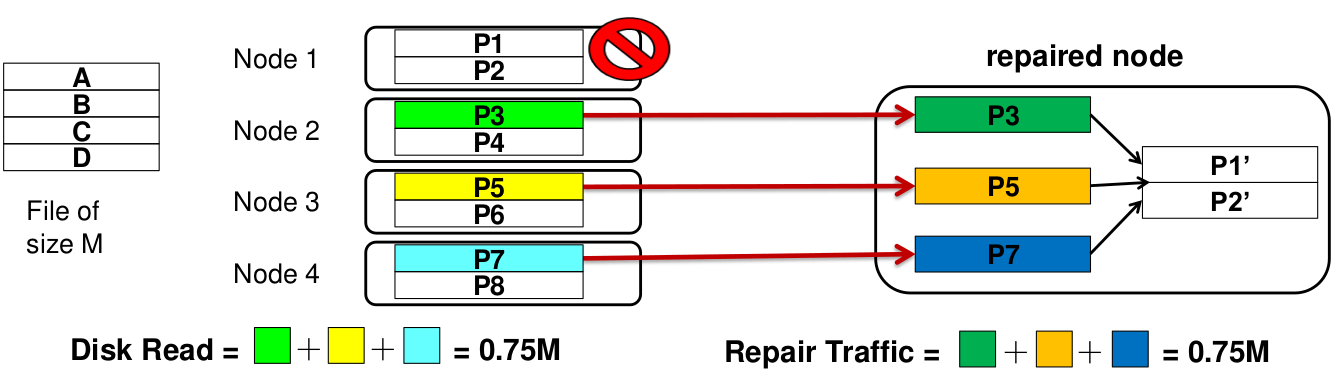 A
B
C
D
File of
size M
Node 1
P1
P2
Node 2
P3
P4
Node 3
P5
P6
Node 4
P7
P8
repaired node
P3
P5
P7
P1’
P2’
Disk Read = + + = 0.75M
Repair Traffic = + + = 0.75M